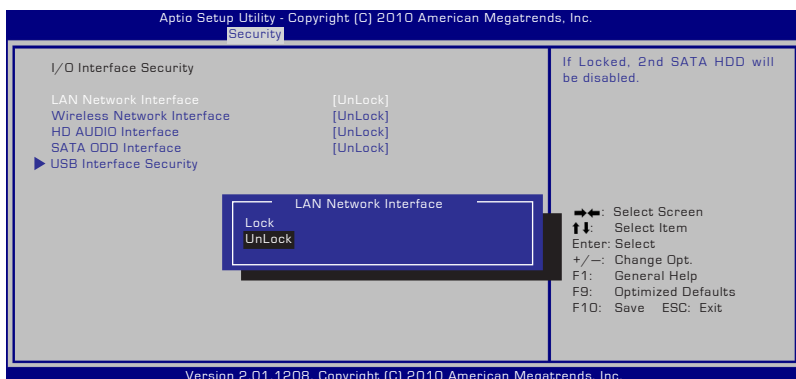 Aptio Setup Utility - Copyright (C) 2010 American Megatrends, Inc.
Security
I/O Interface Security
LAN Network Interface [UnLock]
Wireless Network Interface [UnLock]
HD AUDIO Interface [UnLock]
SATA ODD Interface [UnLock]
USB Interface Security
If Locked, 2nd SATA HDD will
be disabled.
LAN Network Interface
Lock
UnLock
→←: Select Screen
↑↓: Select Item
Enter: Select
+/—: Change Opt.
F1: General Help
F9: Optimized Defaults
F10: Save ESC: Exit
Version 2.01.1208. Copyright (C) 2010 American Megatrends, Inc.